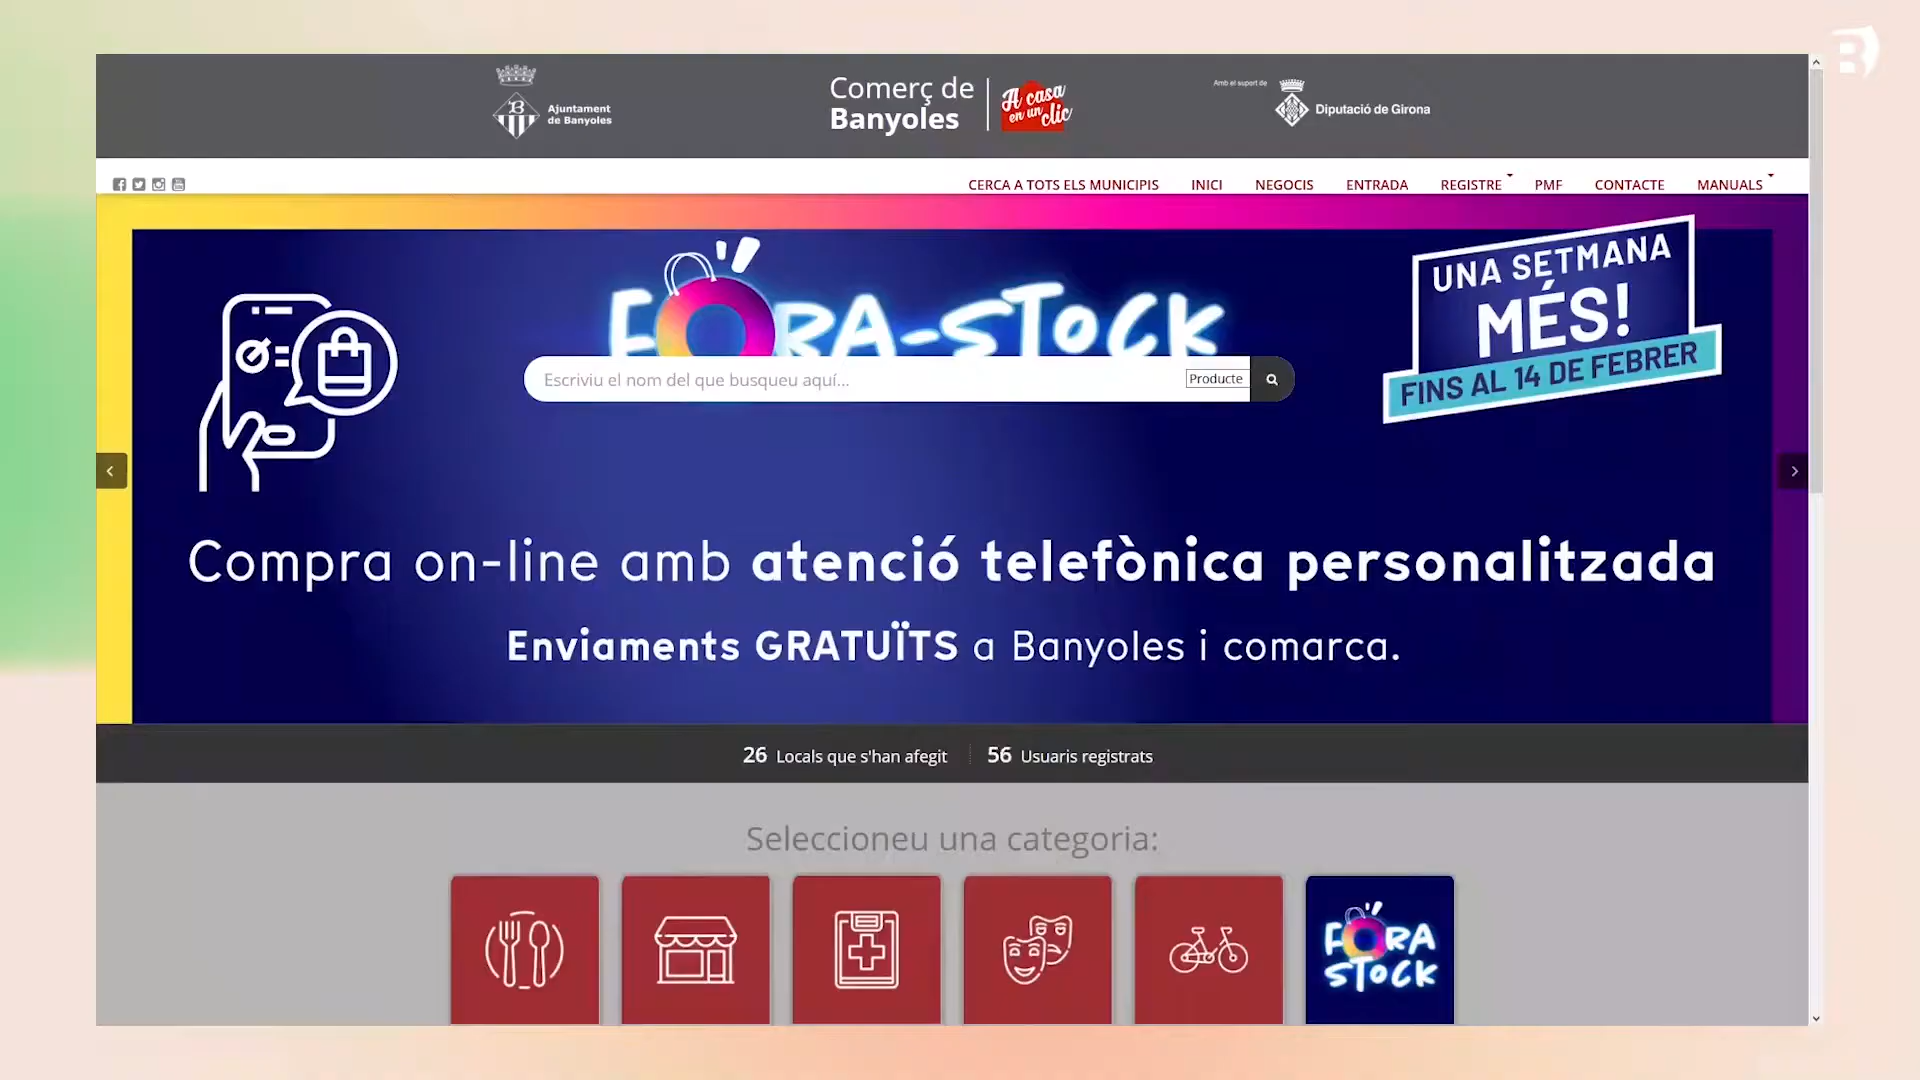 Ajuntament
de Banyoles
Comerç de
Banyoles
A casa
en un
clic
Amb el suport de
Diputació de Girona
CERCA A TOTS ELS MUNICIPIS INICI NEGOCIS ENTRADA REGISTRE PMF CONTACTE MANUALS
FORA-STOCK
UNA SETMANA
MÉS!
FINS AL 14 DE FEBRER
Escriviu el nom del que busqueu aquí...
Producte
Compra on-line amb atenció telefònica personalitzada
Enviaments GRATUÏTS a Banyoles i comarca.
26 Locals que s'han afegit 56 Usuaris registrats
Seleccioneu una categoria:
FORA
STOCK
B